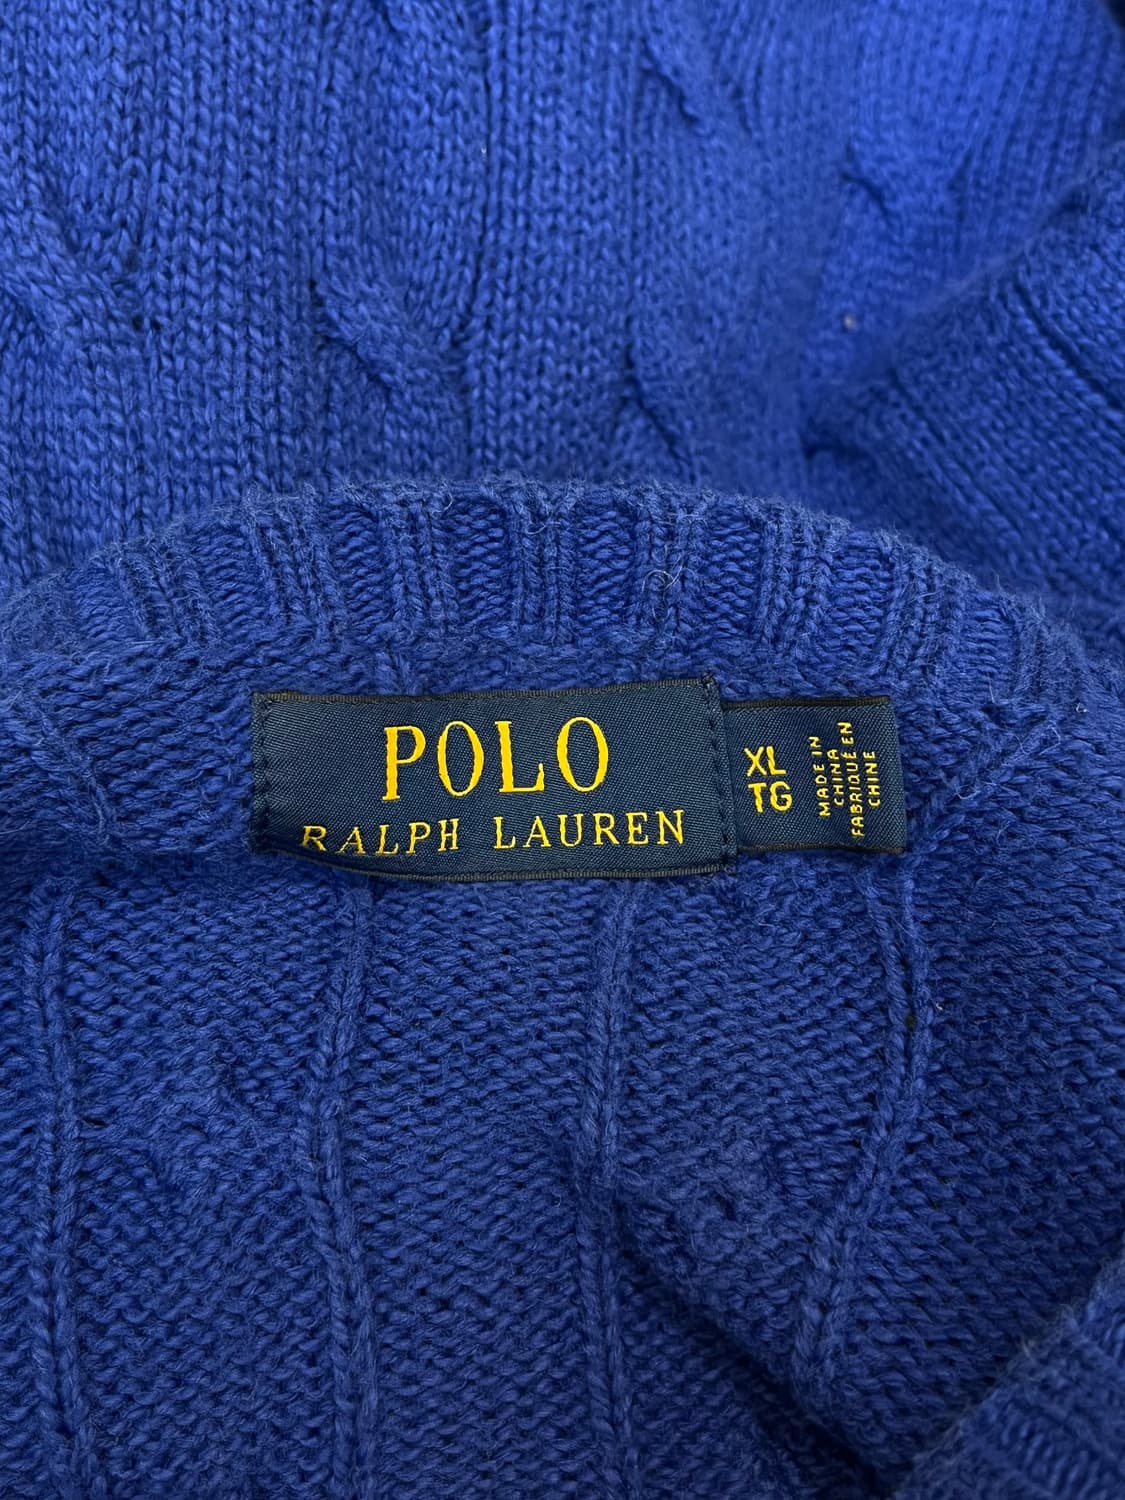 POLO
RALPH LAUREN
XL
TG
MADE IN
CHINA
FABRIQUÉ EN
CHINE